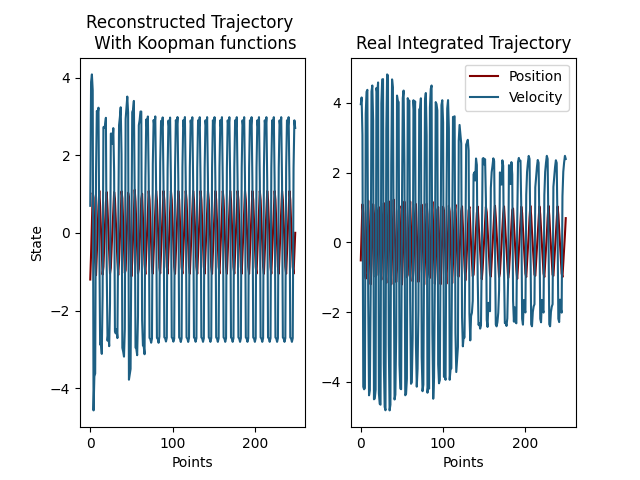 Reconstructed Trajectory
With Koopman functions
State
4
2
0
−2
−4
0
100
200
Points
Real Integrated Trajectory
Position
Velocity
4
2
0
−2
−4
0
100
200
Points